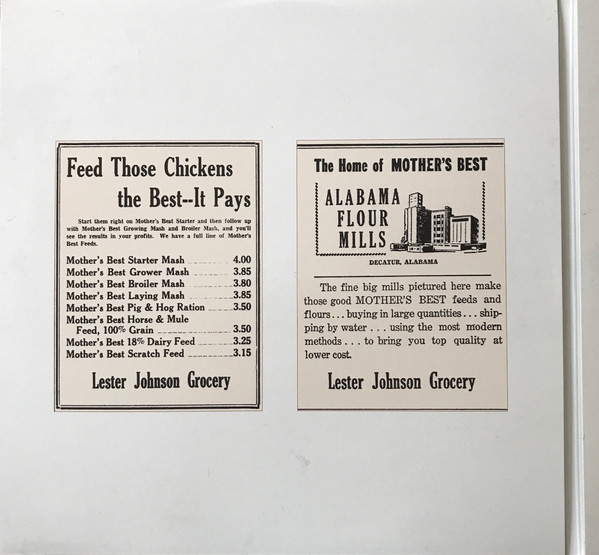 Feed Those Chickens
the Best--It Pays
Start them right on Mother's Best Starter and then follow up
with Mother's Best Growing Mash and Broiler Mash, and you'll
see the results in your profits. We have a full line of Mother's
Best Feeds.
Mother's Best Starter Mash 4.00
Mother's Best Grower Mash 3.85
Mother's Best Broiler Mash 3.80
Mother's Best Laying Mash 3.85
Mother's Best Pig & Hog Ration 3.50
Mother's Best Horse & Mule
Feed, 100% Grain 3.50
Mother's Best 18% Dairy Feed 3.25
Mother's Best Scratch Feed 3.15
Lester Johnson Grocery
The Home of MOTHER'S BEST
ALABAMA
FLOUR
MILLS
DECATUR, ALABAMA
The fine big mills pictured here make
those good MOTHER'S BEST feeds and
flours . . . buying in large quantities . . . ship-
ping by water . . . using the most modern
methods . . . to bring you top quality at
lower cost.
Lester Johnson Grocery